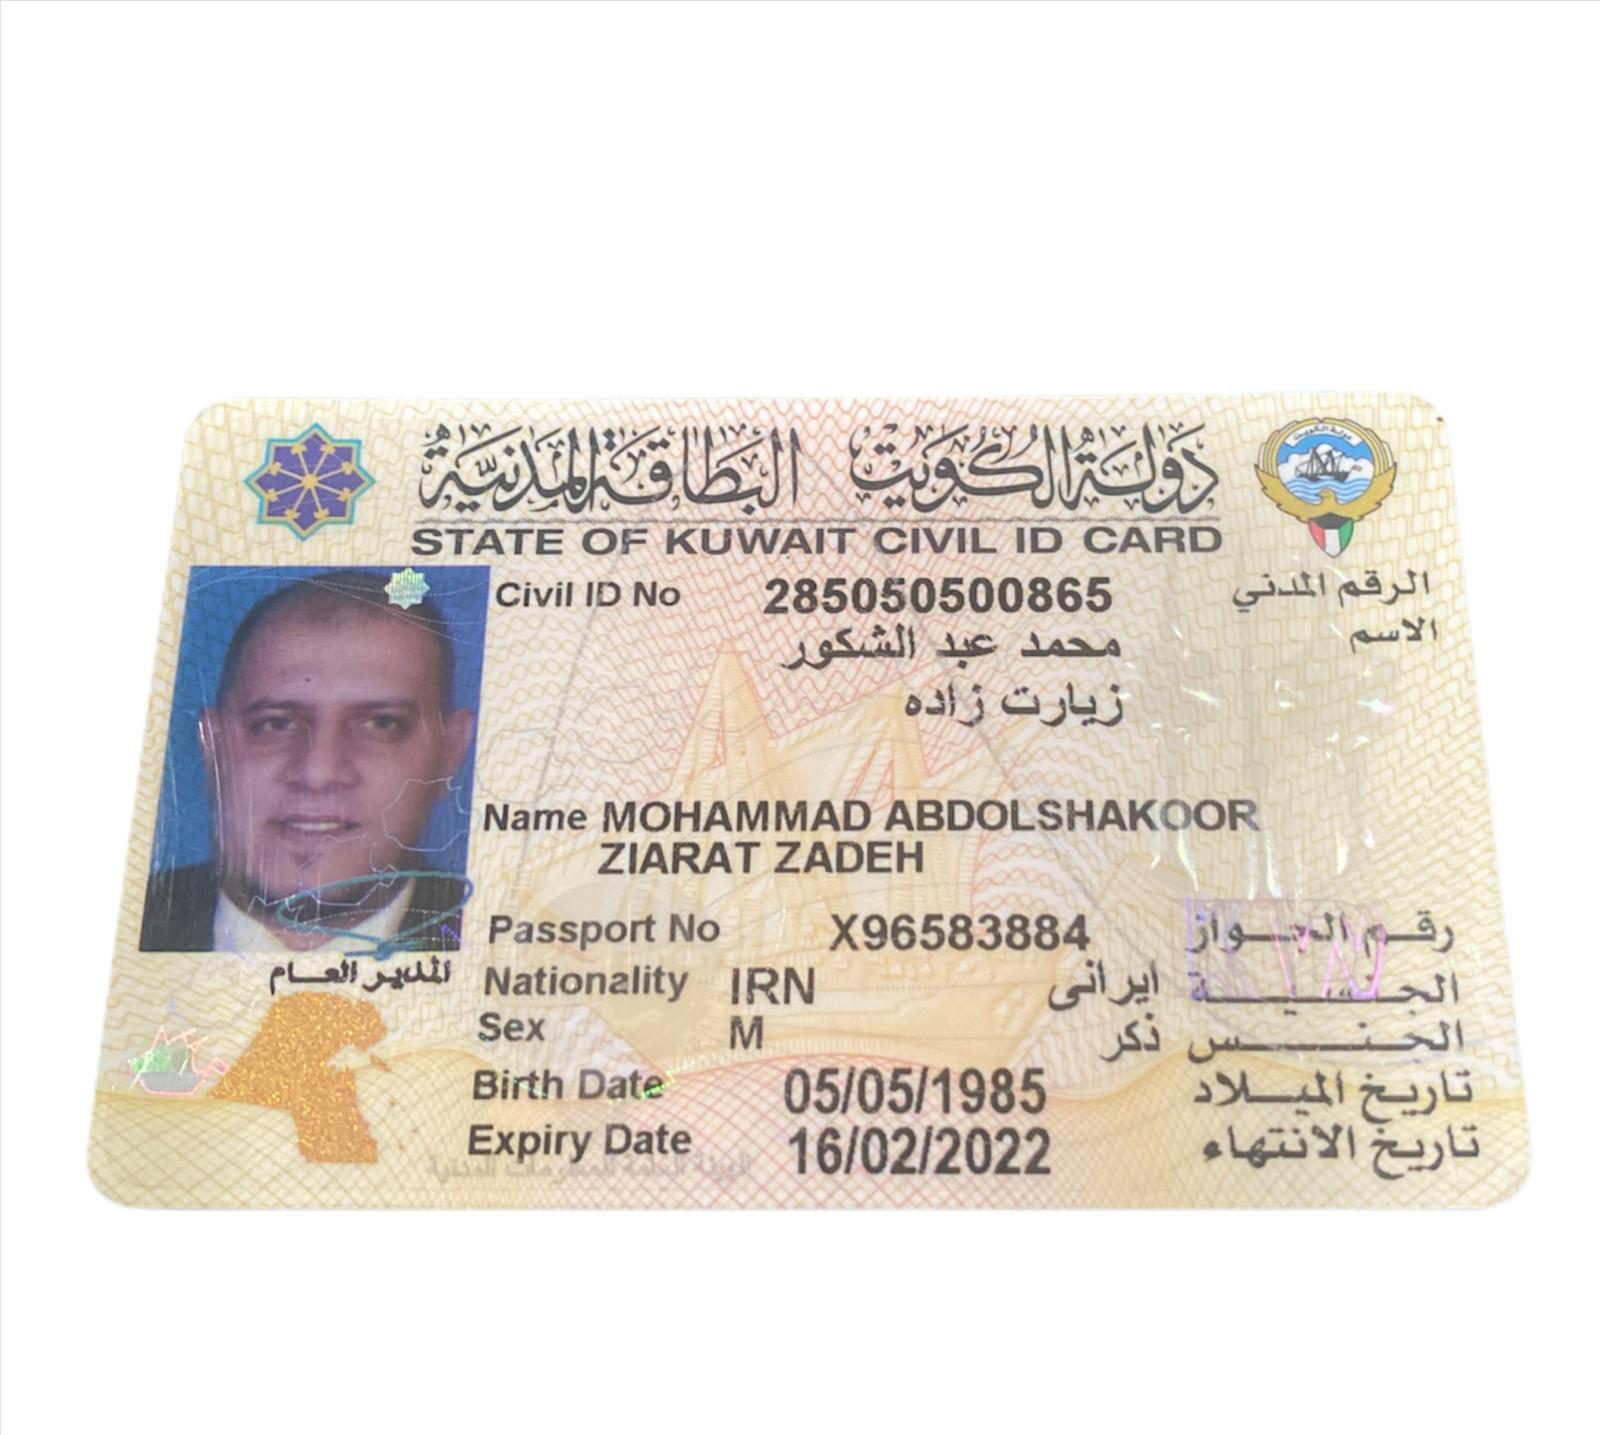 دولة الكويت البطاقة المدنية
STATE OF KUWAIT CIVIL ID CARD
Civil ID No 285050500865 الرقم المدني
محمد عبد الشكور الاسم
زيارت زاده
Name MOHAMMAD ABDOLSHAKOOR
ZIARAT ZADEH
Passport No X96583884 رقم الجواز
المدير العام
Nationality IRN ایرانی الجنسية
Sex M ذكر الجنس
Birth Date 05/05/1985 تاريخ الميلاد
Expiry Date 16/02/2022 تاريخ الانتهاء
الهيئة العامة للمعلومات المدنية
دولة الكويت